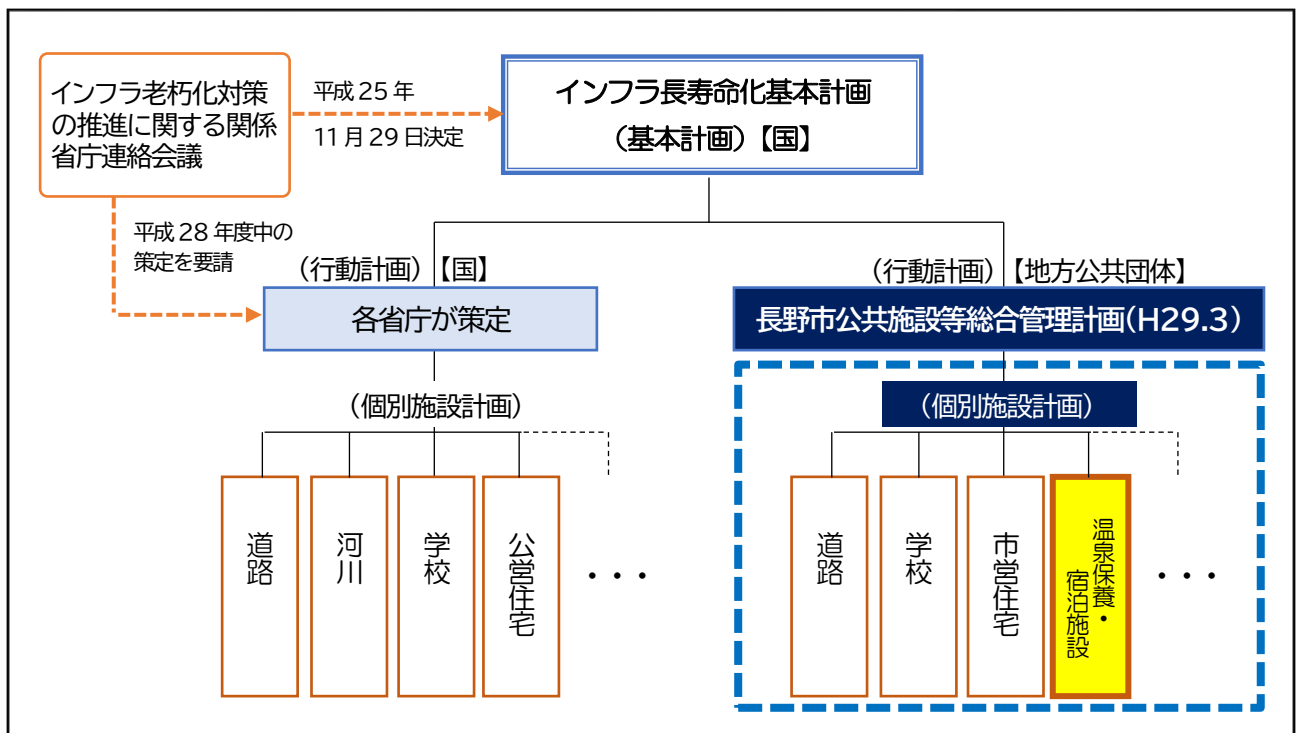 インフラ老朽化対策
の推進に関する関係
省庁連絡会議
平成 25 年
11 月 29 日決定
インフラ長寿命化基本計画
（基本計画）【国】
平成 28 年度中の
策定を要請
（行動計画）【国】
各省庁が策定
（行動計画）【地方公共団体】
長野市公共施設等総合管理計画(H29.3)
（個別施設計画）
道路
河川
学校
公営住宅
・・・
（個別施設計画）
道路
学校
市営住宅
温泉保養・
宿泊施設
・・・